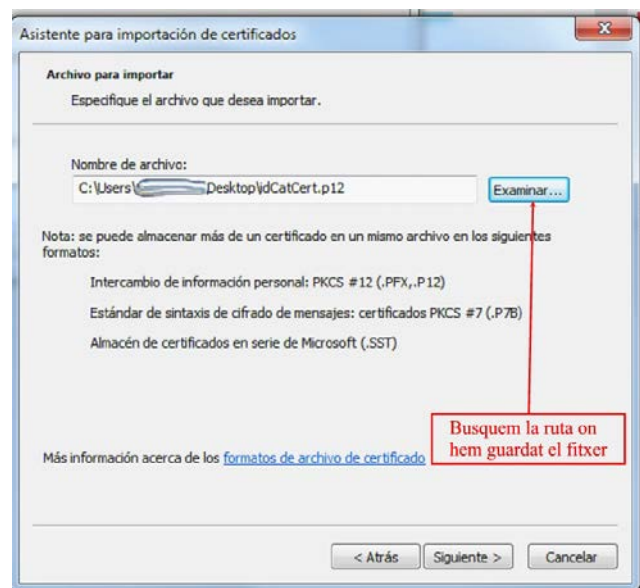 Asistente para importación de certificados
Archivo para importar
Especifique el archivo que desea importar.
Nombre de archivo:
C:\Users\ Desktop\idCatCert.p12
Examinar...
Nota: se puede almacenar más de un certificado en un mismo archivo en los siguientes
formatos:
Intercambio de información personal: PKCS #12 (.PFX,.P12)
Estándar de sintaxis de cifrado de mensajes: certificados PKCS #7 (.P7B)
Almacén de certificados en serie de Microsoft (.SST)
Busquem la ruta on
hem guardat el fitxer
Más información acerca de los formatos de archivo de certificado
< Atrás
Siguiente >
Cancelar